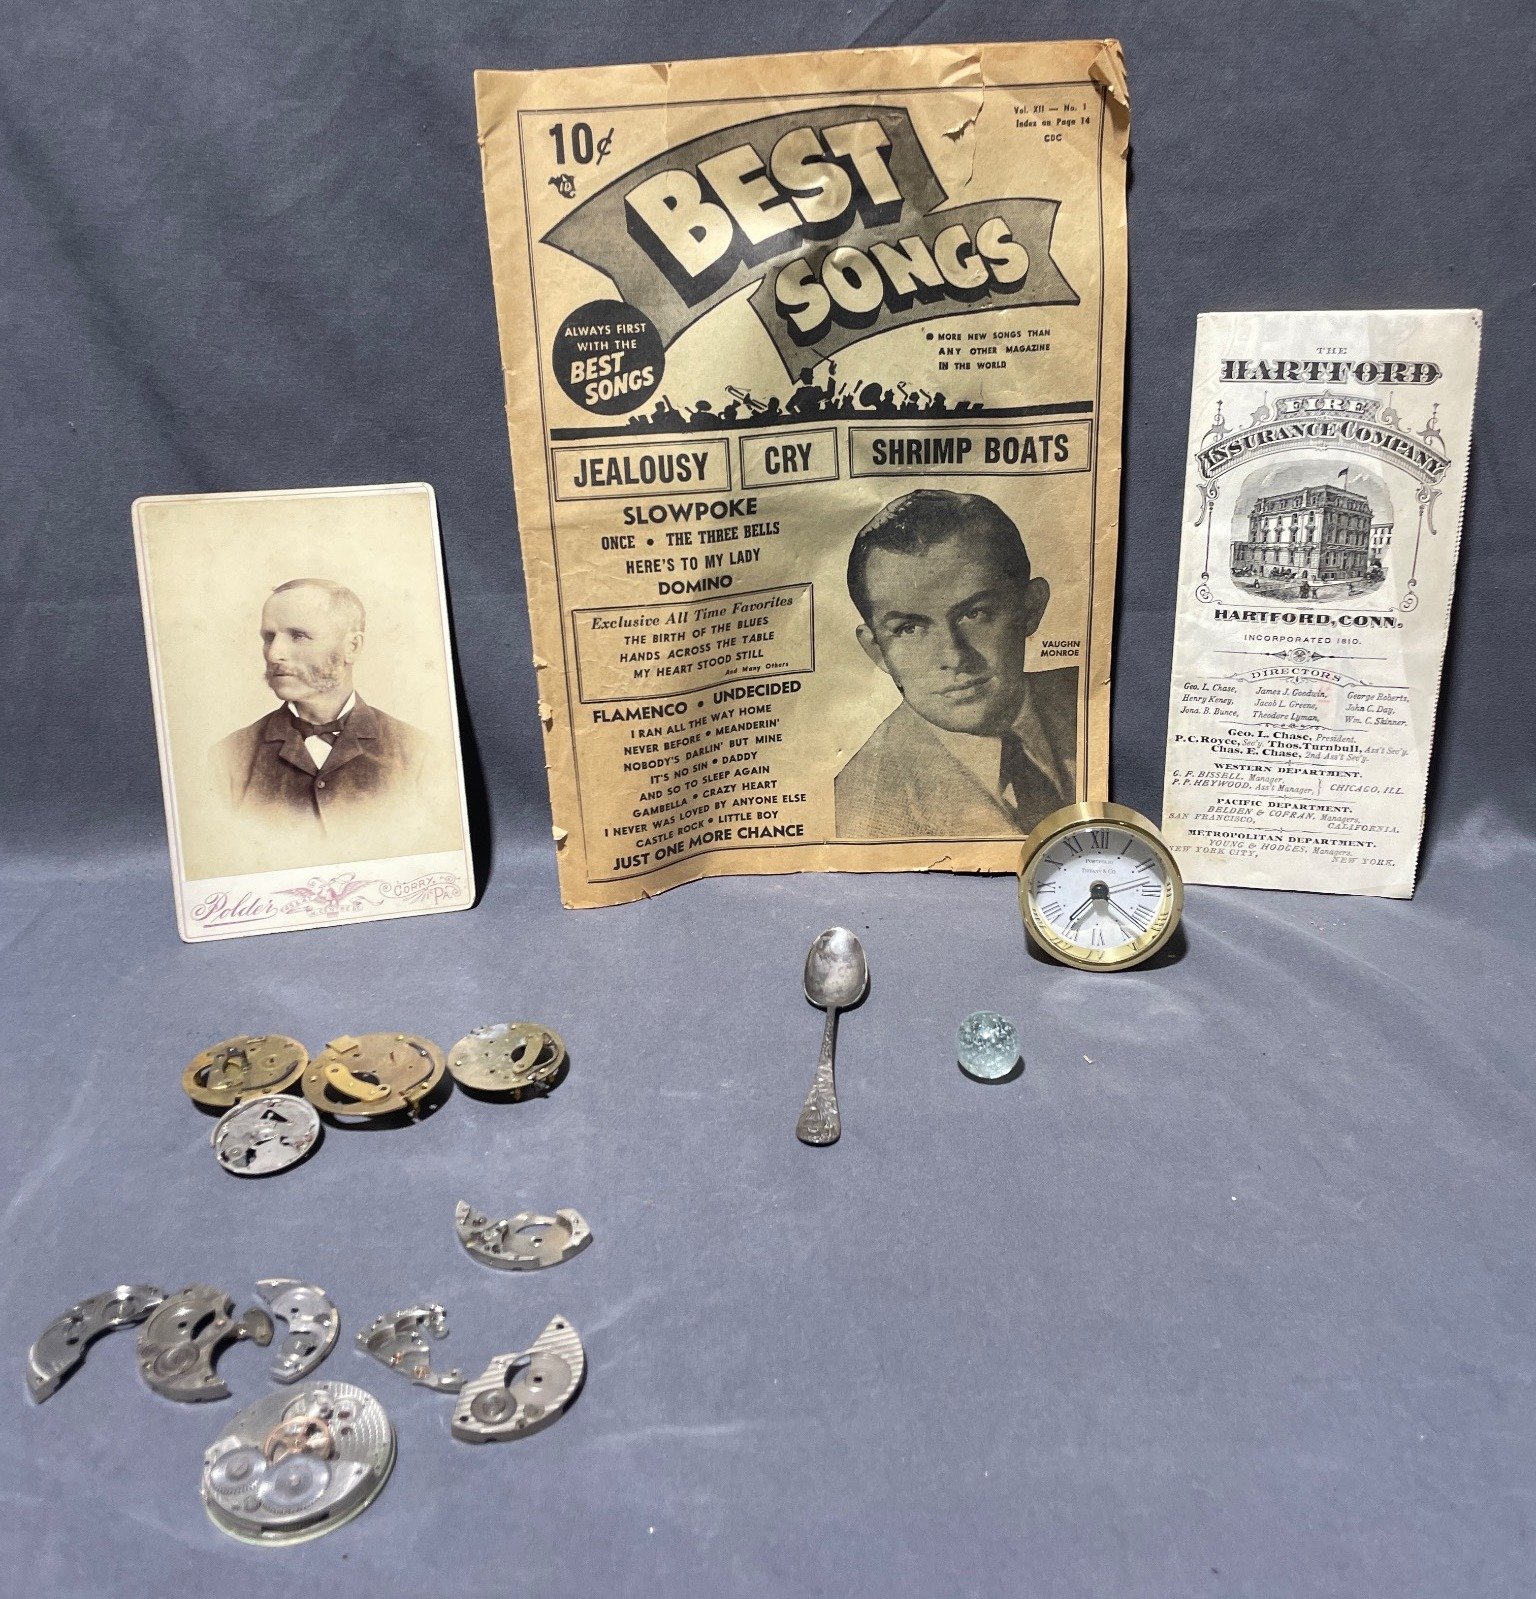 10¢
Vol. XII — No. 1
Index on Page 14
CDC
BEST
SONGS
ALWAYS FIRST
WITH THE
BEST
SONGS
MORE NEW SONGS THAN
ANY OTHER MAGAZINE
IN THE WORLD
JEALOUSY
CRY
SHRIMP BOATS
SLOWPOKE
ONCE • THE THREE BELLS
HERE'S TO MY LADY
DOMINO
Exclusive All Time Favorites
THE BIRTH OF THE BLUES
HANDS ACROSS THE TABLE
MY HEART STOOD STILL
And Many Others
FLAMENCO • UNDECIDED
I RAN ALL THE WAY HOME
NEVER BEFORE • MEANDERIN'
NOBODY'S DARLIN' BUT MINE
IT'S NO SIN • DADDY
AND SO TO SLEEP AGAIN
GAMBELLA • CRAZY HEART
I NEVER WAS LOVED BY ANYONE ELSE
CASTLE ROCK • LITTLE BOY
JUST ONE MORE CHANCE
VAUGHN
MONROE
THE
HARTFORD
FIRE
INSURANCE COMPANY
HARTFORD, CONN.
INCORPORATED 1810.
DIRECTORS
Geo. L. Chase, James J. Goodwin, George Roberts,
Henry Keney, Jacob L. Greene, John C. Day,
Jona. B. Bunce, Theodore Lyman, Wm. C. Skinner.
Geo. L. Chase, President.
P. C. Royce, Sec'y. Thos. Turnbull, Ass't Sec'y.
Chas. E. Chase, 2nd Ass't Sec'y.
WESTERN DEPARTMENT.
G. F. BISSELL, Manager,
P. P. HEYWOOD, Ass't Manager, CHICAGO, ILL.
PACIFIC DEPARTMENT.
BELDEN & COFRAN, Managers,
SAN FRANCISCO, CALIFORNIA.
METROPOLITAN DEPARTMENT.
YOUNG & HODGES, Managers.
NEW YORK CITY, NEW YORK.
Polder
CORRY,
PA.
XII
PORTFOLIO
TIFFANY & CO.